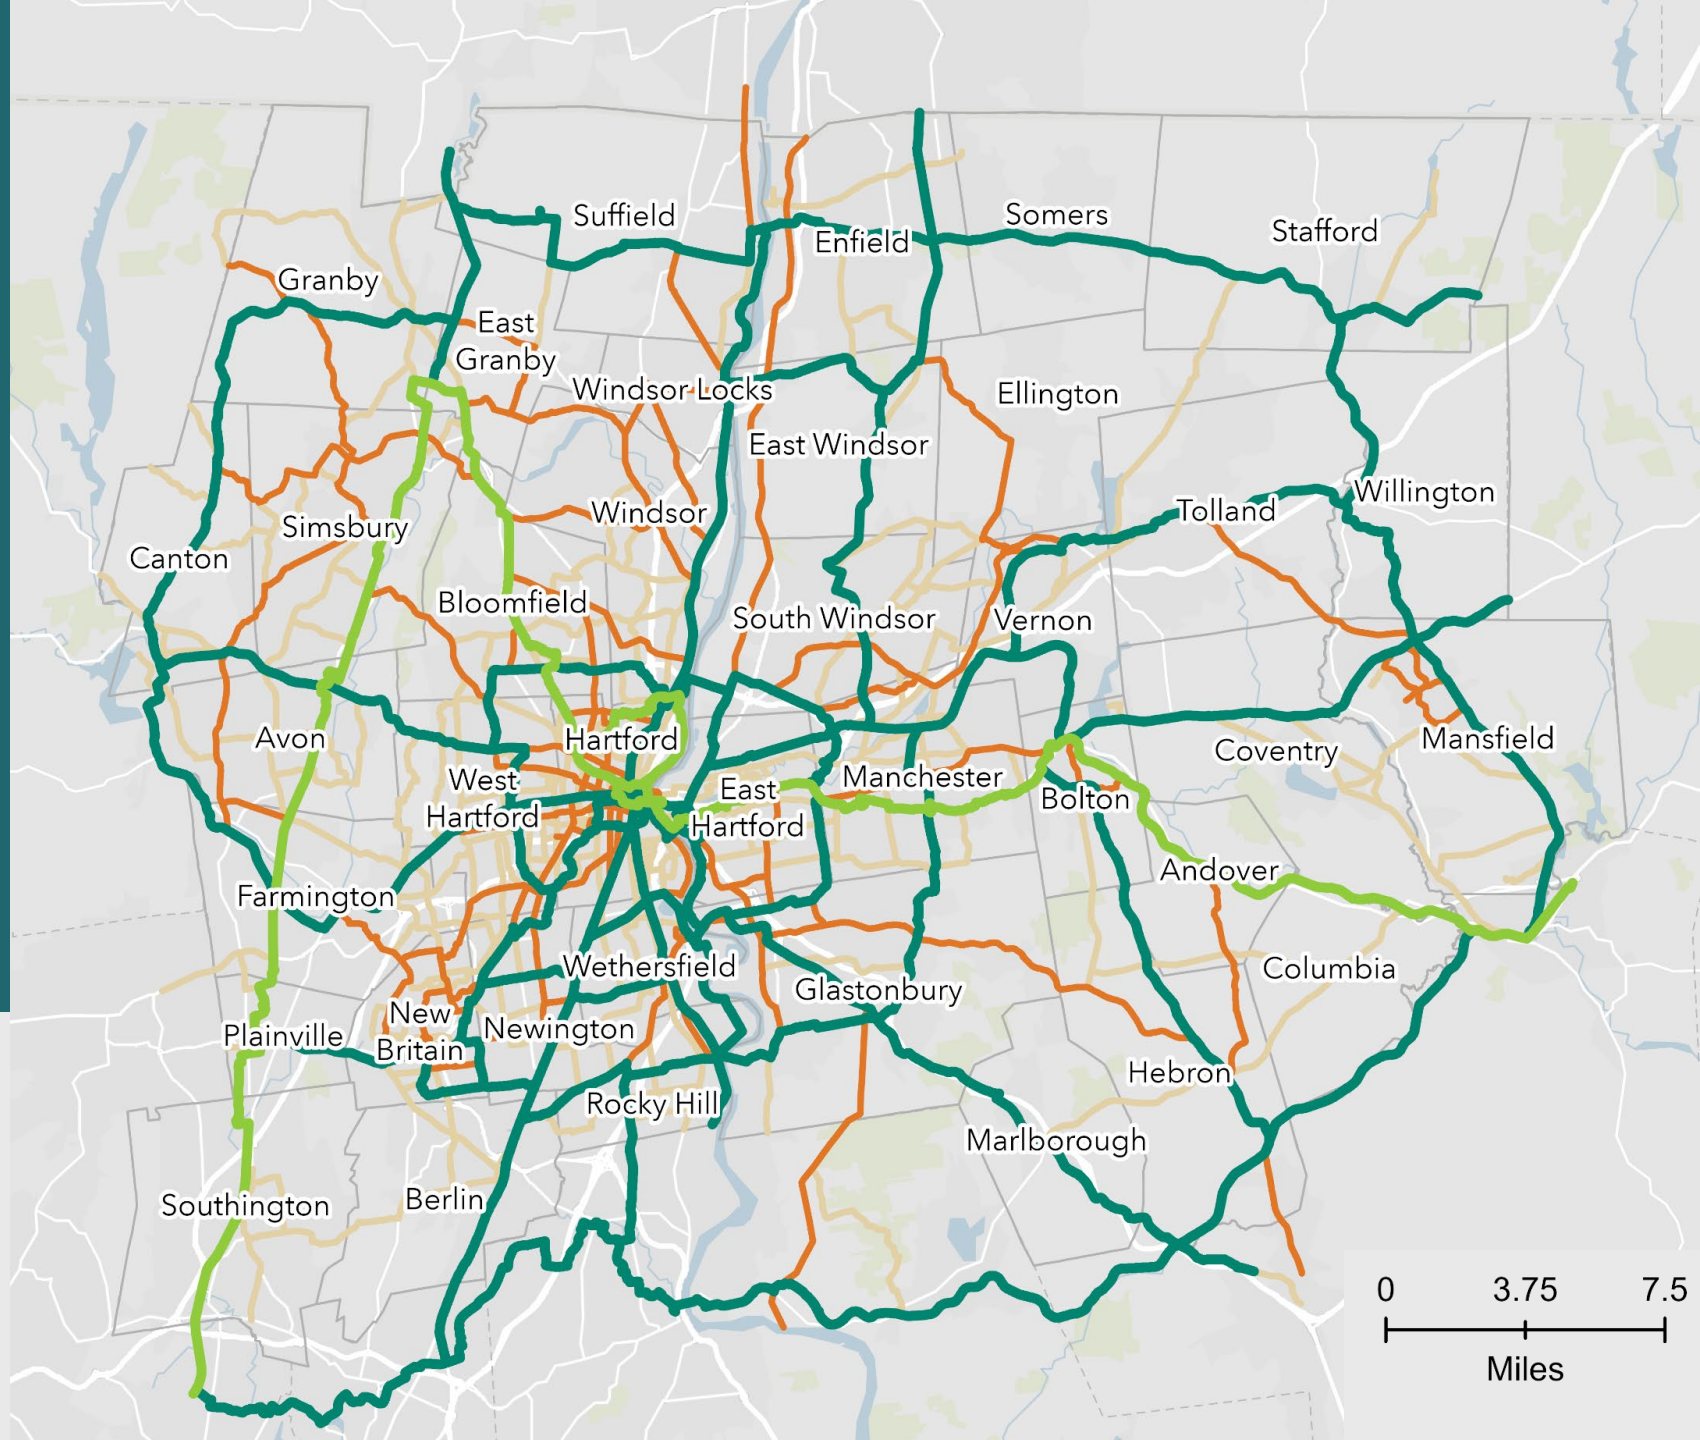 Suffield
Somers
Stafford
Enfield
Granby
East
Granby
Windsor Locks
Ellington
East Windsor
Willington
Tolland
Windsor
Simsbury
Canton
Bloomfield
South Windsor
Vernon
Avon
Hartford
Mansfield
Coventry
West
Hartford
Manchester
East
Hartford
Bolton
Andover
Farmington
Wethersfield
Columbia
Glastonbury
New
Britain
Newington
Plainville
Hebron
Rocky Hill
Marlborough
Southington
Berlin
0 3.75 7.5
Miles